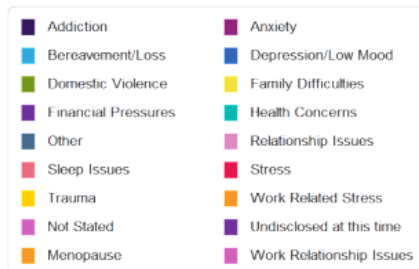 Addiction Anxiety
Bereavement/Loss Depression/Low Mood
Domestic Violence Family Difficulties
Financial Pressures Health Concerns
Other Relationship Issues
Sleep Issues Stress
Trauma Work Related Stress
Not Stated Undisclosed at this time
Menopause Work Relationship Issues